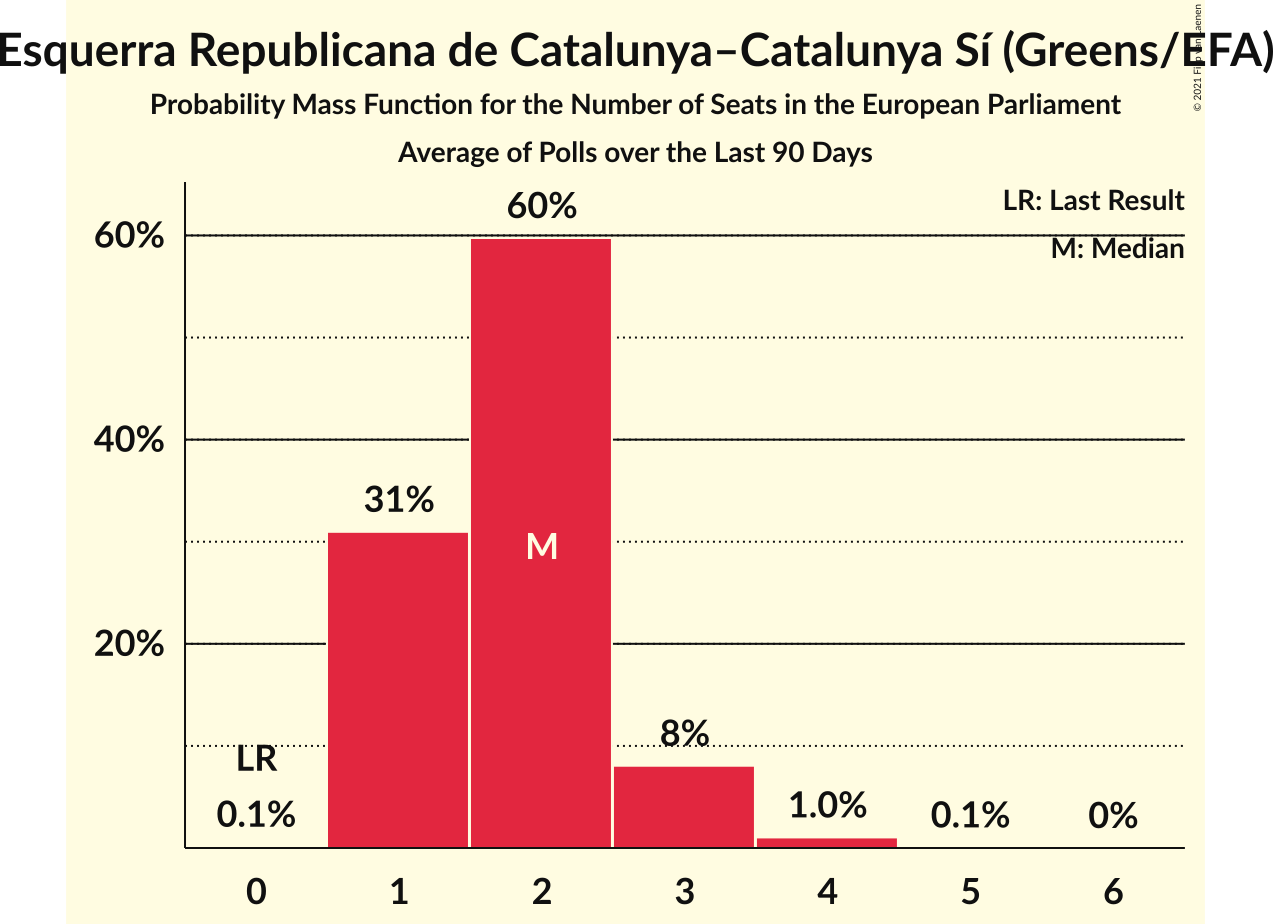 Esquerra Republicana de Catalunya–Catalunya Sí (Greens/EFA)
Probability Mass Function for the Number of Seats in the European Parliament
Average of Polls over the Last 90 Days
© 2021
LR: Last Result
M: Median
60%
40%
20%
LR
0.1%
31%
60%
M
8%
1.0%
0.1%
0%
0 1 2 3 4 5 6